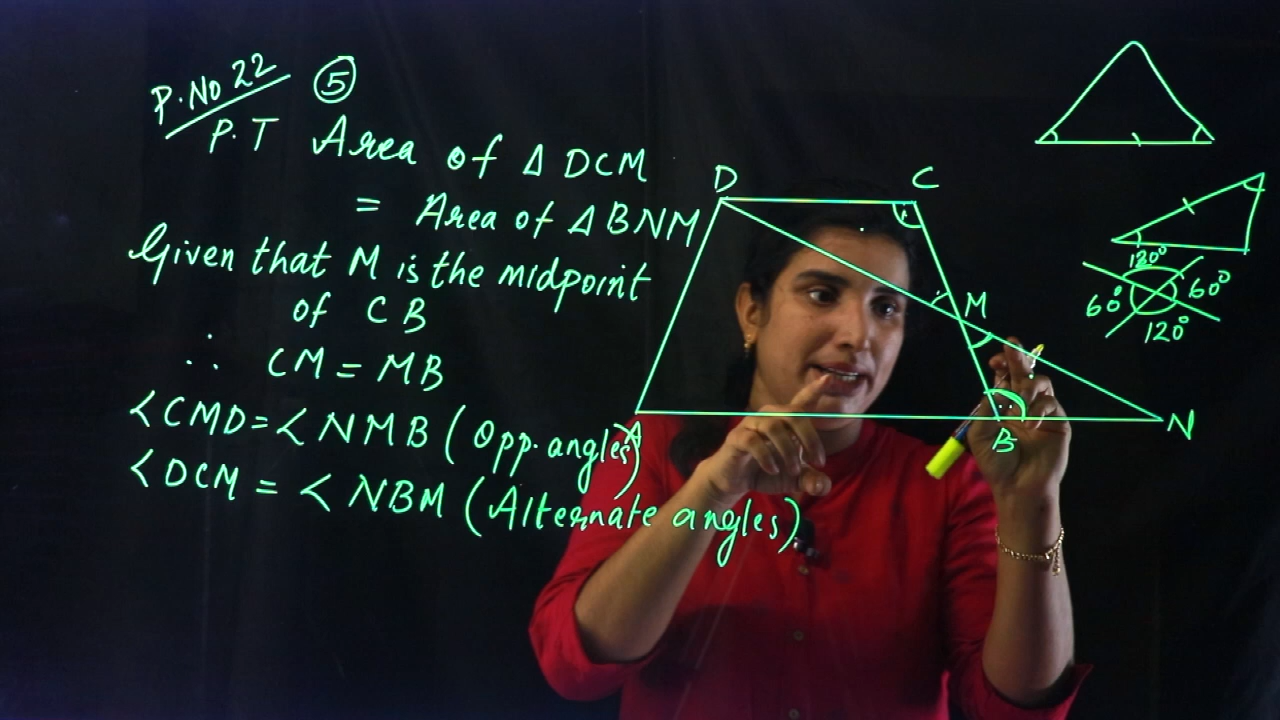 P.No 22 ⑤
P.T Area of Δ DCM
= Area of Δ BNM
Given that M is the midpoint
of CB
∴ CM = MB
<CMD = < NMB (Opp. angles)
<DCM = < NBM (Alternate angles)
D C
M
A B N
120°
60° 60°
120°